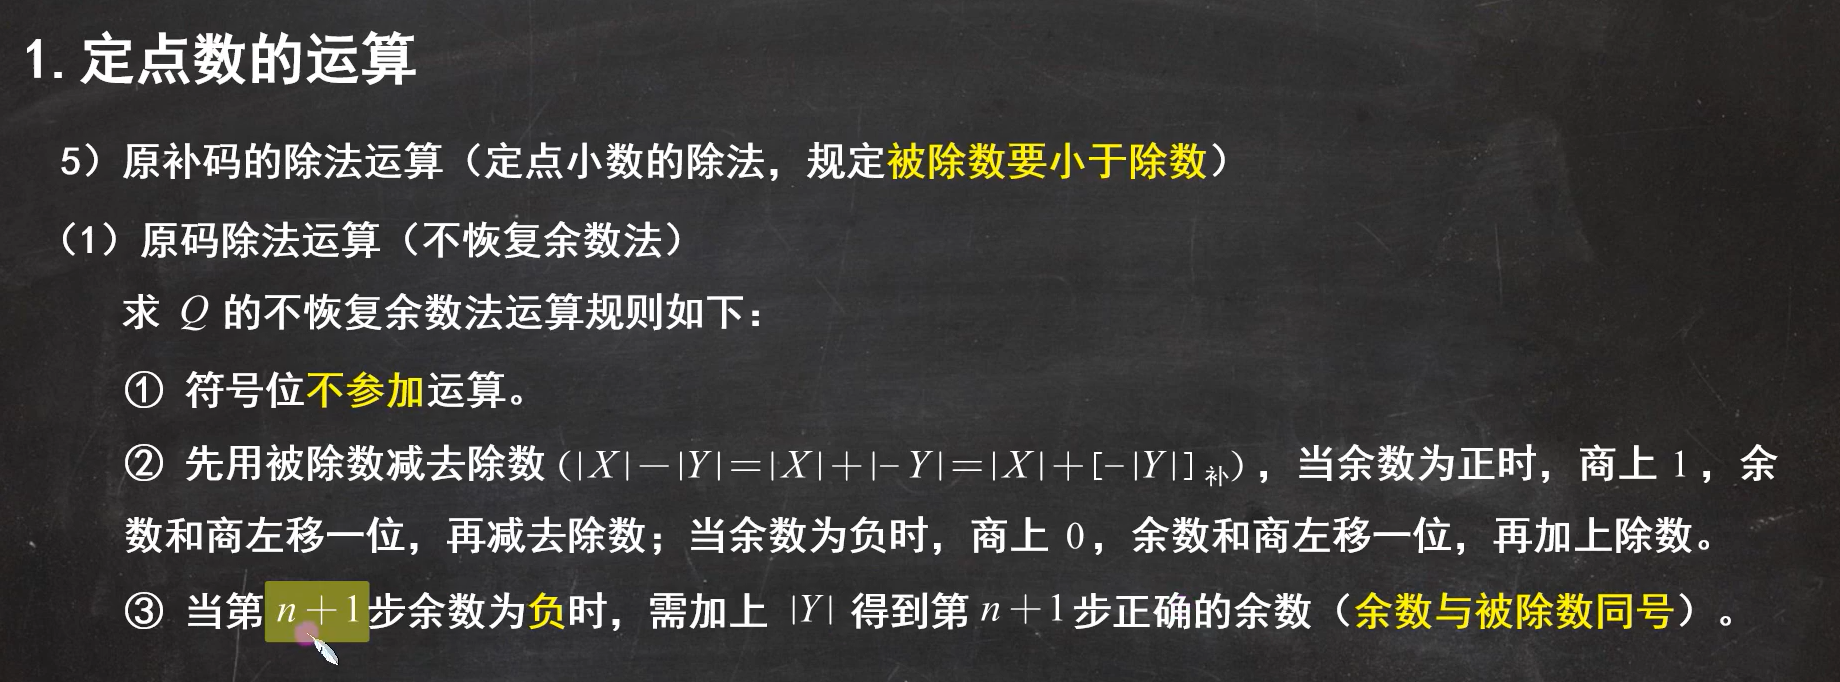 1. 定点数的运算
5）原补码的除法运算（定点小数的除法，规定被除数要小于除数）
（1）原码除法运算（不恢复余数法）
求 Q 的不恢复余数法运算规则如下：
① 符号位不参加运算。
② 先用被除数减去除数(|X|−|Y|=|X|+|−Y|=|X|+[−|Y|]补)，当余数为正时，商上 1，余
数和商左移一位，再减去除数；当余数为负时，商上 0，余数和商左移一位，再加上除数。
③ 当第 n+1 步余数为负时，需加上 |Y| 得到第 n+1 步正确的余数（余数与被除数同号）。